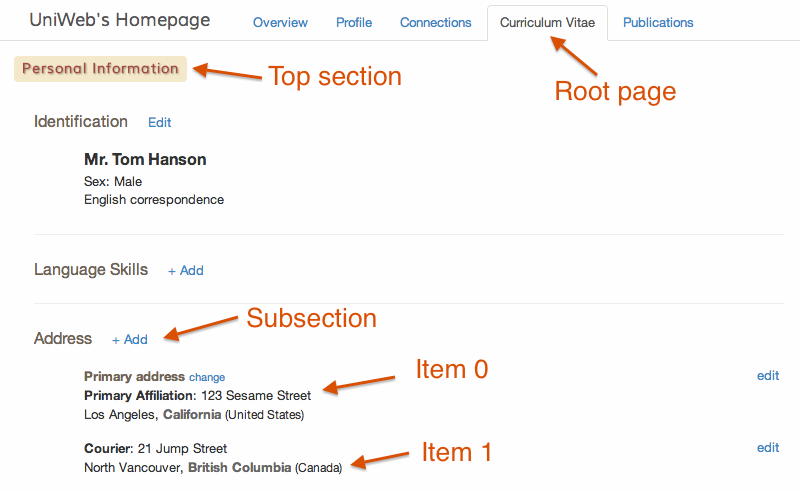 UniWeb's Homepage Overview Profile Connections Curriculum Vitae Publications
Personal Information Top section Root page
Identification Edit
Mr. Tom Hanson
Sex: Male
English correspondence
Language Skills + Add
Subsection
Address + Add
Primary address change Item 0 edit
Primary Affiliation: 123 Sesame Street
Los Angeles, California (United States)
Courier: 21 Jump Street Item 1 edit
North Vancouver, British Columbia (Canada)